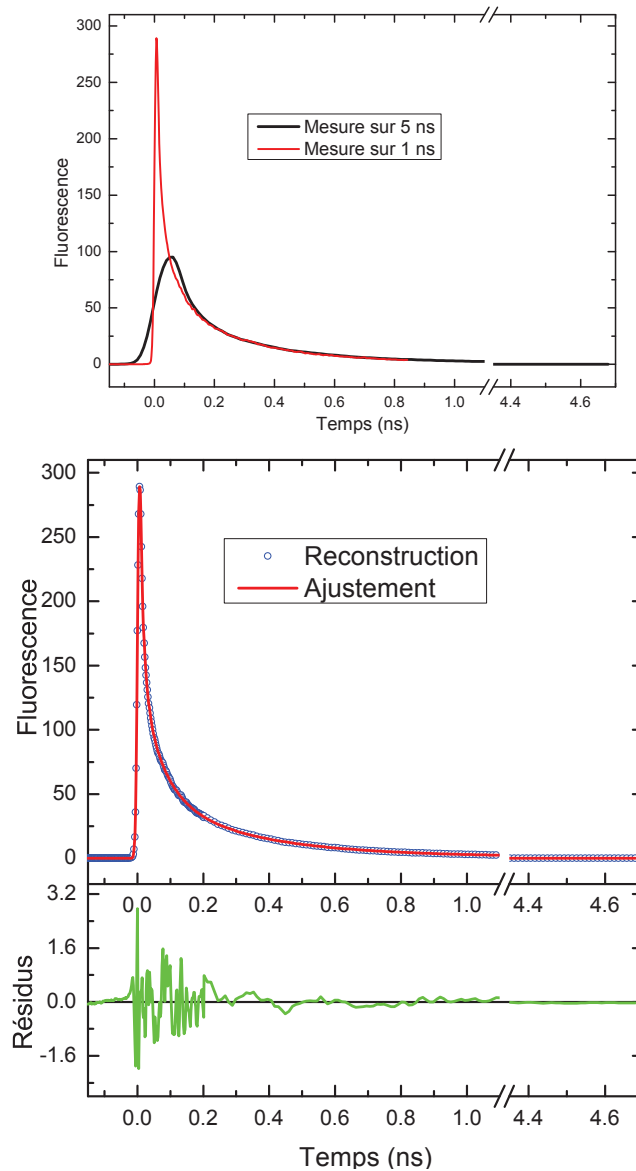 300
250
200
150
100
50
0
Fluorescence
Mesure sur 5 ns
Mesure sur 1 ns
0.0 0.2 0.4 0.6 0.8 1.0 4.4 4.6
Temps (ns)
300
250
200
150
100
50
0
Fluorescence
Reconstruction
Ajustement
0.0 0.2 0.4 0.6 0.8 1.0 4.4 4.6
3.2
1.6
0.0
-1.6
Résidus
0.0 0.2 0.4 0.6 0.8 1.0 4.4 4.6
Temps (ns)